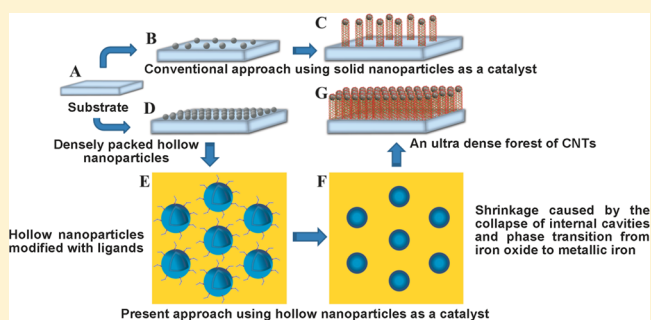 A
Substrate
B
C
Conventional approach using solid nanoparticles as a catalyst
D
Densely packed hollow
nanoparticles
G
An ultra dense forest of CNTs
E
Hollow nanoparticles
modified with ligands
F
Shrinkage caused by the
collapse of internal cavities
and phase transition from
iron oxide to metallic iron
Present approach using hollow nanoparticles as a catalyst